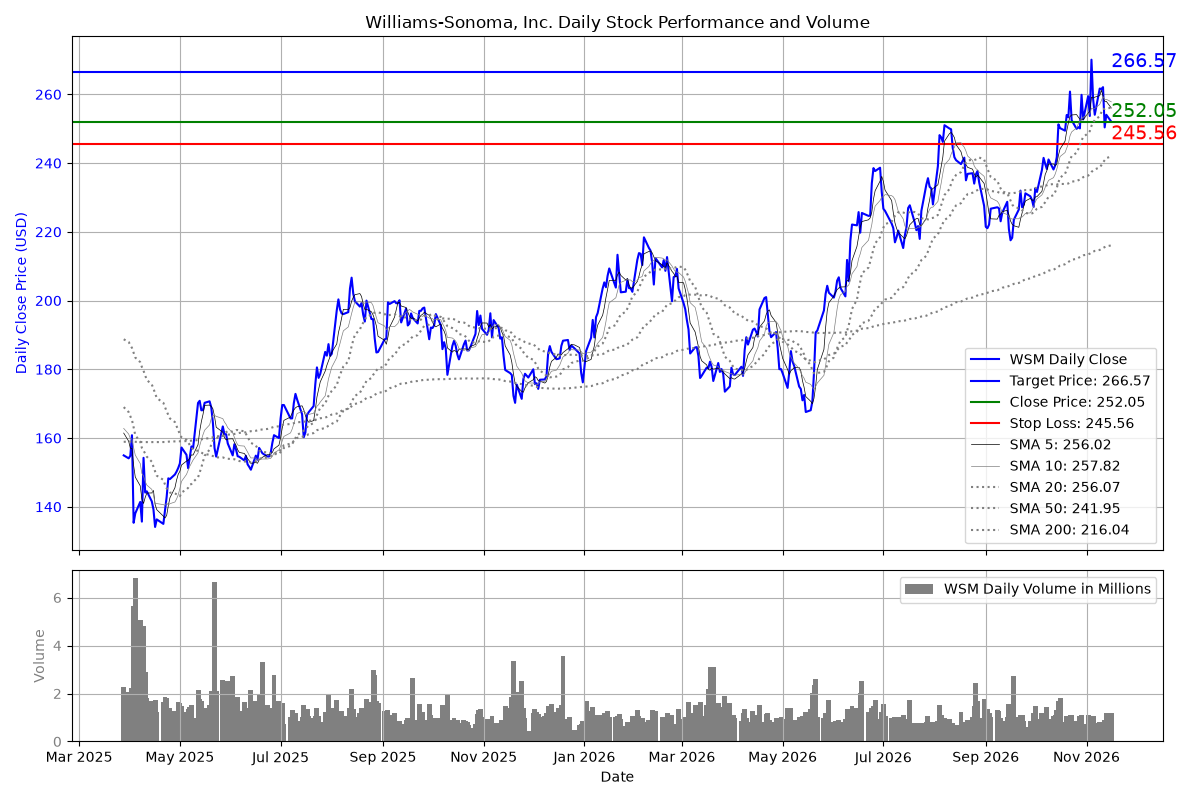 Williams-Sonoma, Inc. Daily Stock Performance and Volume
266.57
252.05
245.56
Daily Close Price (USD)
260
240
220
200
180
160
140
WSM Daily Close
Target Price: 266.57
Close Price: 252.05
Stop Loss: 245.56
SMA 5: 256.02
SMA 10: 257.82
SMA 20: 256.07
SMA 50: 241.95
SMA 200: 216.04
WSM Daily Volume in Millions
Volume
6
4
2
0
Mar 2025 May 2025 Jul 2025 Sep 2025 Nov 2025 Jan 2026 Mar 2026 May 2026 Jul 2026 Sep 2026 Nov 2026
Date